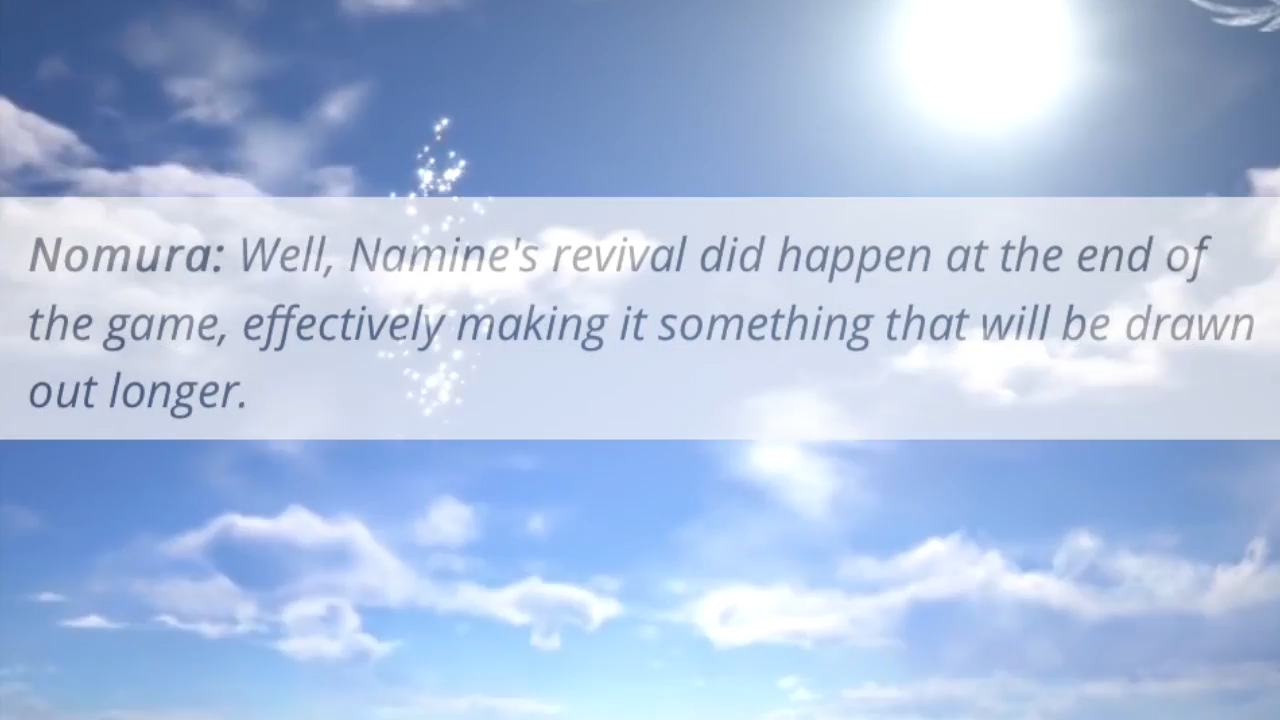 Nomura: Well, Namine's revival did happen at the end of
the game, effectively making it something that will be drawn
out longer.